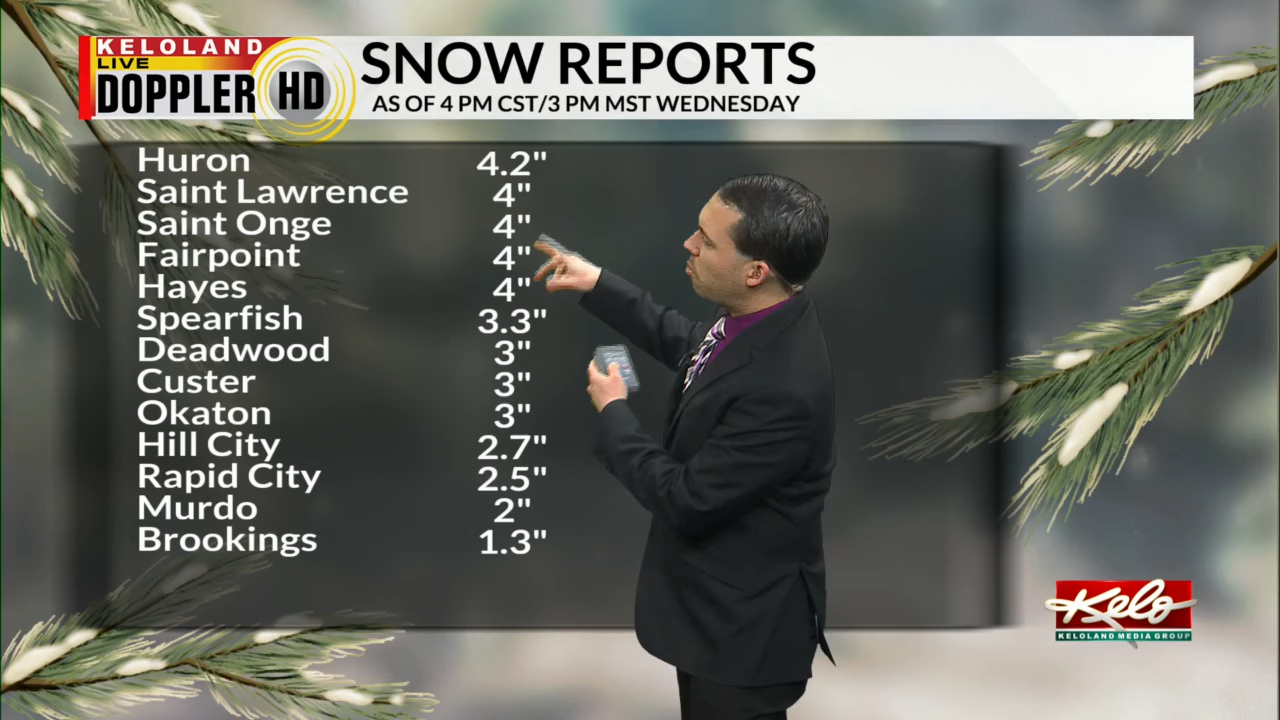 KELOLAND
LIVE
DOPPLER HD
SNOW REPORTS
AS OF 4 PM CST/3 PM MST WEDNESDAY
Huron 4.2"
Saint Lawrence 4"
Saint Onge 4"
Fairpoint 4"
Hayes 4"
Spearfish 3.3"
Deadwood 3"
Custer 3"
Okaton 3"
Hill City 2.7"
Rapid City 2.5"
Murdo 2"
Brookings 1.3"
Kelo
KELOLAND MEDIA GROUP